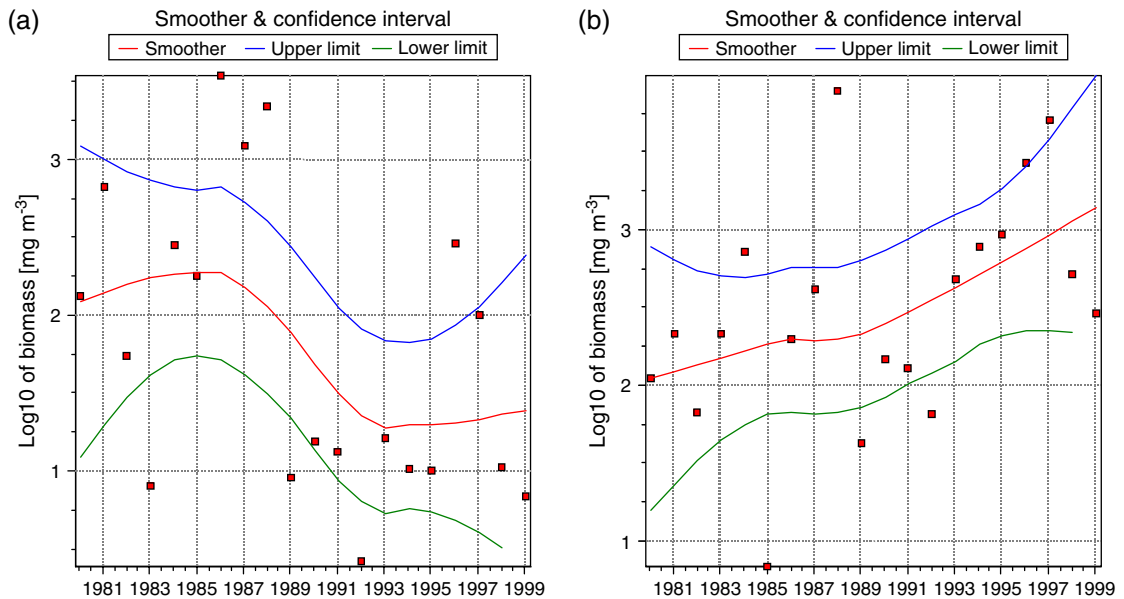 (a)
Smoother & confidence interval
Smoother Upper limit Lower limit
Log10 of biomass [mg m-3]
3
2
1
1981 1983 1985 1987 1989 1991 1993 1995 1997 1999
(b)
Smoother & confidence interval
Smoother Upper limit Lower limit
Log10 of biomass [mg m-3]
3
2
1
1981 1983 1985 1987 1989 1991 1993 1995 1997 1999